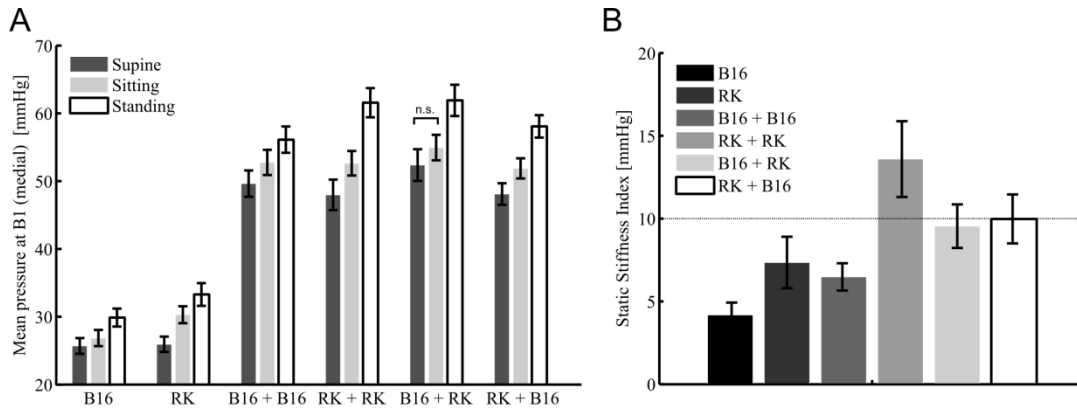 A
Mean pressure at B1 (medial) [mmHg]
70
60
50
40
30
20
Supine
Sitting
Standing
n.s.
B16
RK
B16 + B16
RK + RK
B16 + RK
RK + B16
B
Static Stiffness Index [mmHg]
20
15
10
5
0
B16
RK
B16 + B16
RK + RK
B16 + RK
RK + B16